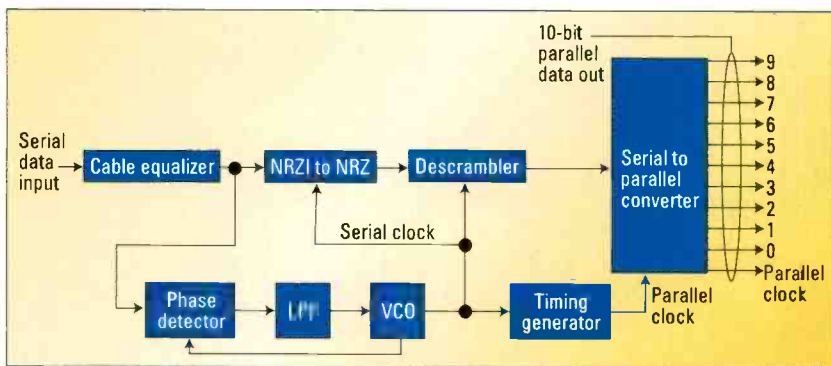 10-bit
parallel
data out
9
8
7
6
5
4
3
2
1
0
Parallel
clock
Serial
data
input
Cable equalizer
NRZI to NRZ
Descrambler
Serial to
parallel
converter
Serial clock
Phase
detector
VCO
Timing
generator
Parallel
clock